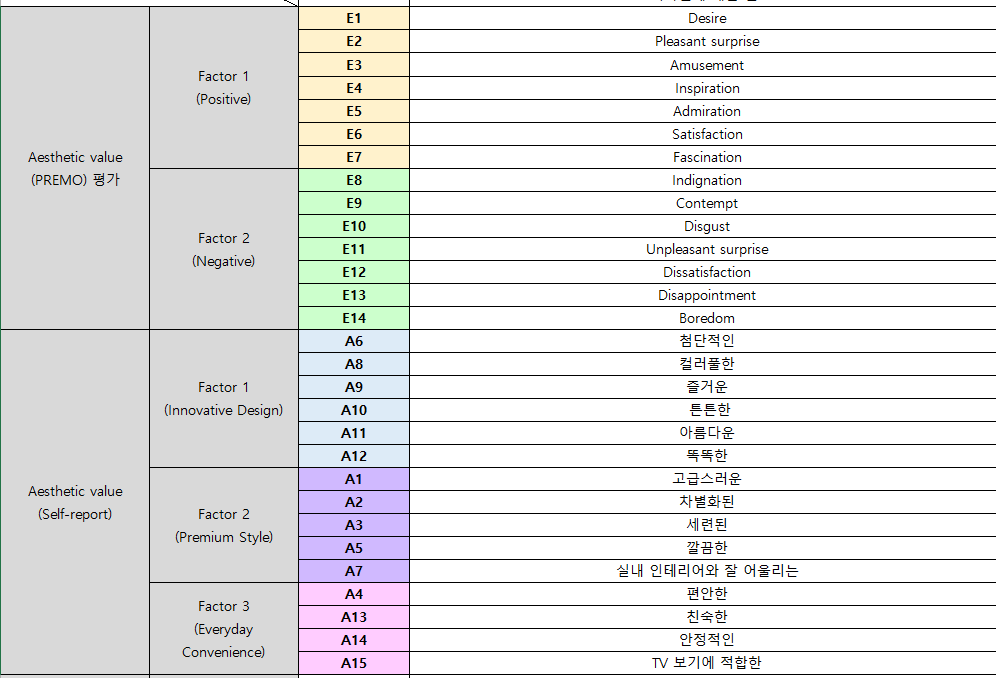 Aesthetic value
(PREMO) 평가
Factor 1
(Positive)
E1 Desire
E2 Pleasant surprise
E3 Amusement
E4 Inspiration
E5 Admiration
E6 Satisfaction
E7 Fascination
Factor 2
(Negative)
E8 Indignation
E9 Contempt
E10 Disgust
E11 Unpleasant surprise
E12 Dissatisfaction
E13 Disappointment
E14 Boredom
Aesthetic value
(Self-report)
Factor 1
(Innovative Design)
A6 첨단적인
A8 컬러풀한
A9 즐거운
A10 튼튼한
A11 아름다운
A12 똑똑한
Factor 2
(Premium Style)
A1 고급스러운
A2 차별화된
A3 세련된
A5 깔끔한
A7 실내 인테리어와 잘 어울리는
Factor 3
(Everyday
Convenience)
A4 편안한
A13 친숙한
A14 안정적인
A15 TV 보기에 적합한